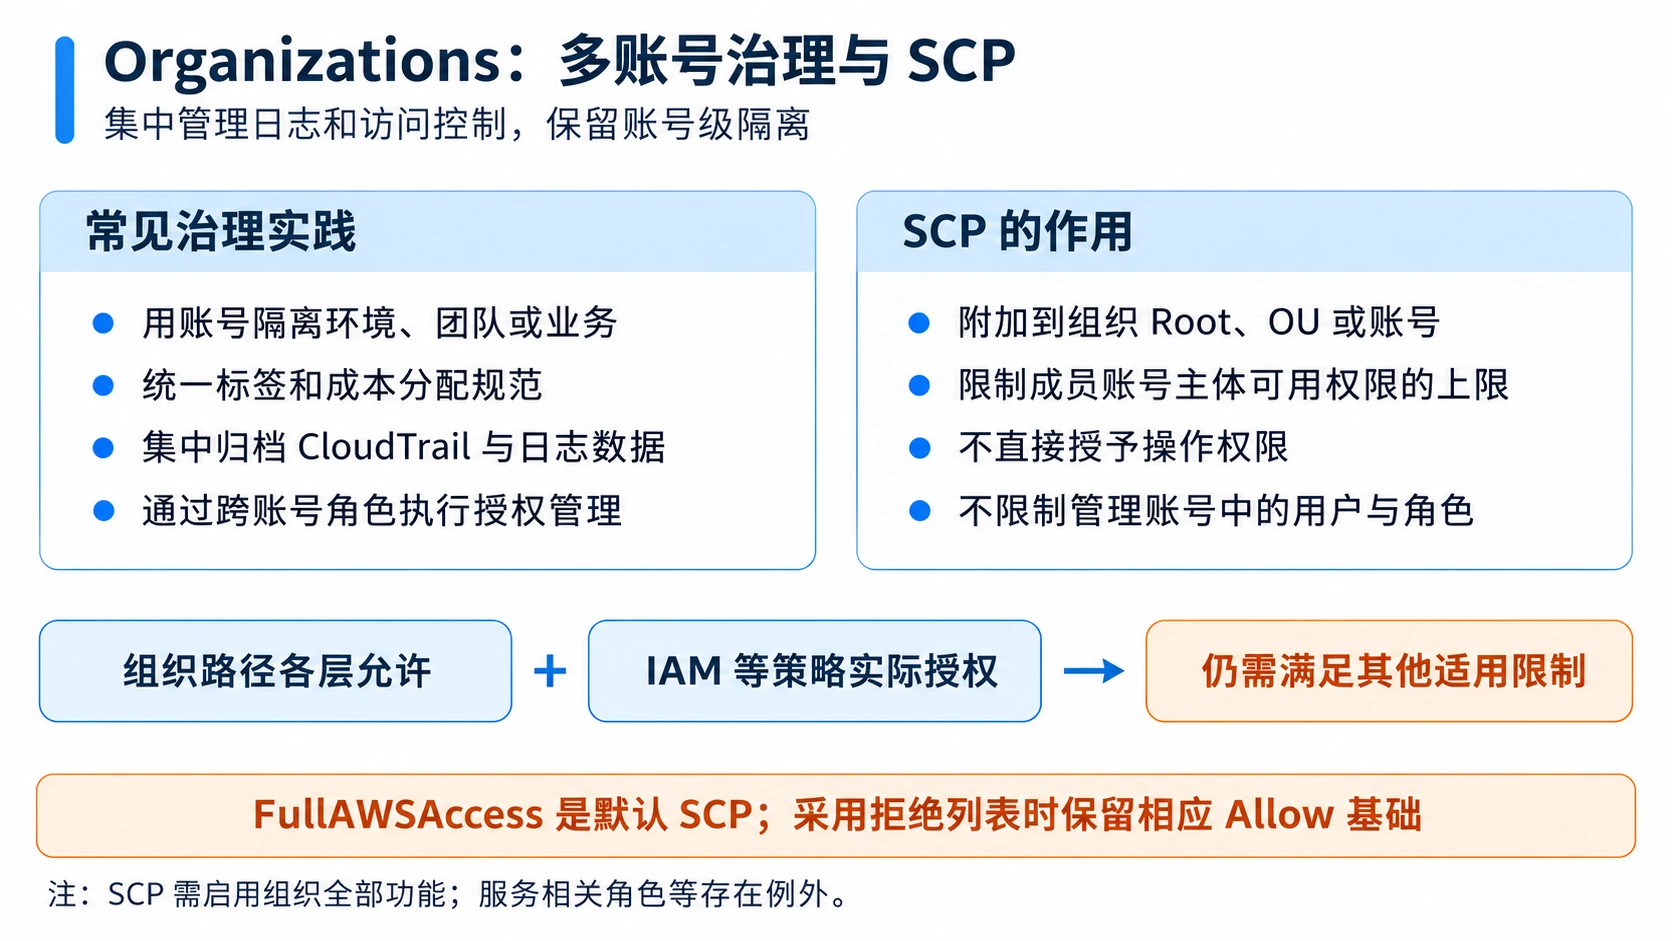 Organizations：多账号治理与 SCP
集中管理日志和访问控制，保留账号级隔离
常见治理实践
用账号隔离环境、团队或业务
统一标签和成本分配规范
集中归档 CloudTrail 与日志数据
通过跨账号角色执行授权管理
SCP 的作用
附加到组织 Root、OU 或账号
限制成员账号主体可用权限的上限
不直接授予操作权限
不限制管理账号中的用户与角色
组织路径各层允许
+
IAM 等策略实际授权
→
仍需满足其他适用限制
FullAWSAccess 是默认 SCP；采用拒绝列表时保留相应 Allow 基础
注：SCP 需启用组织全部功能；服务相关角色等存在例外。